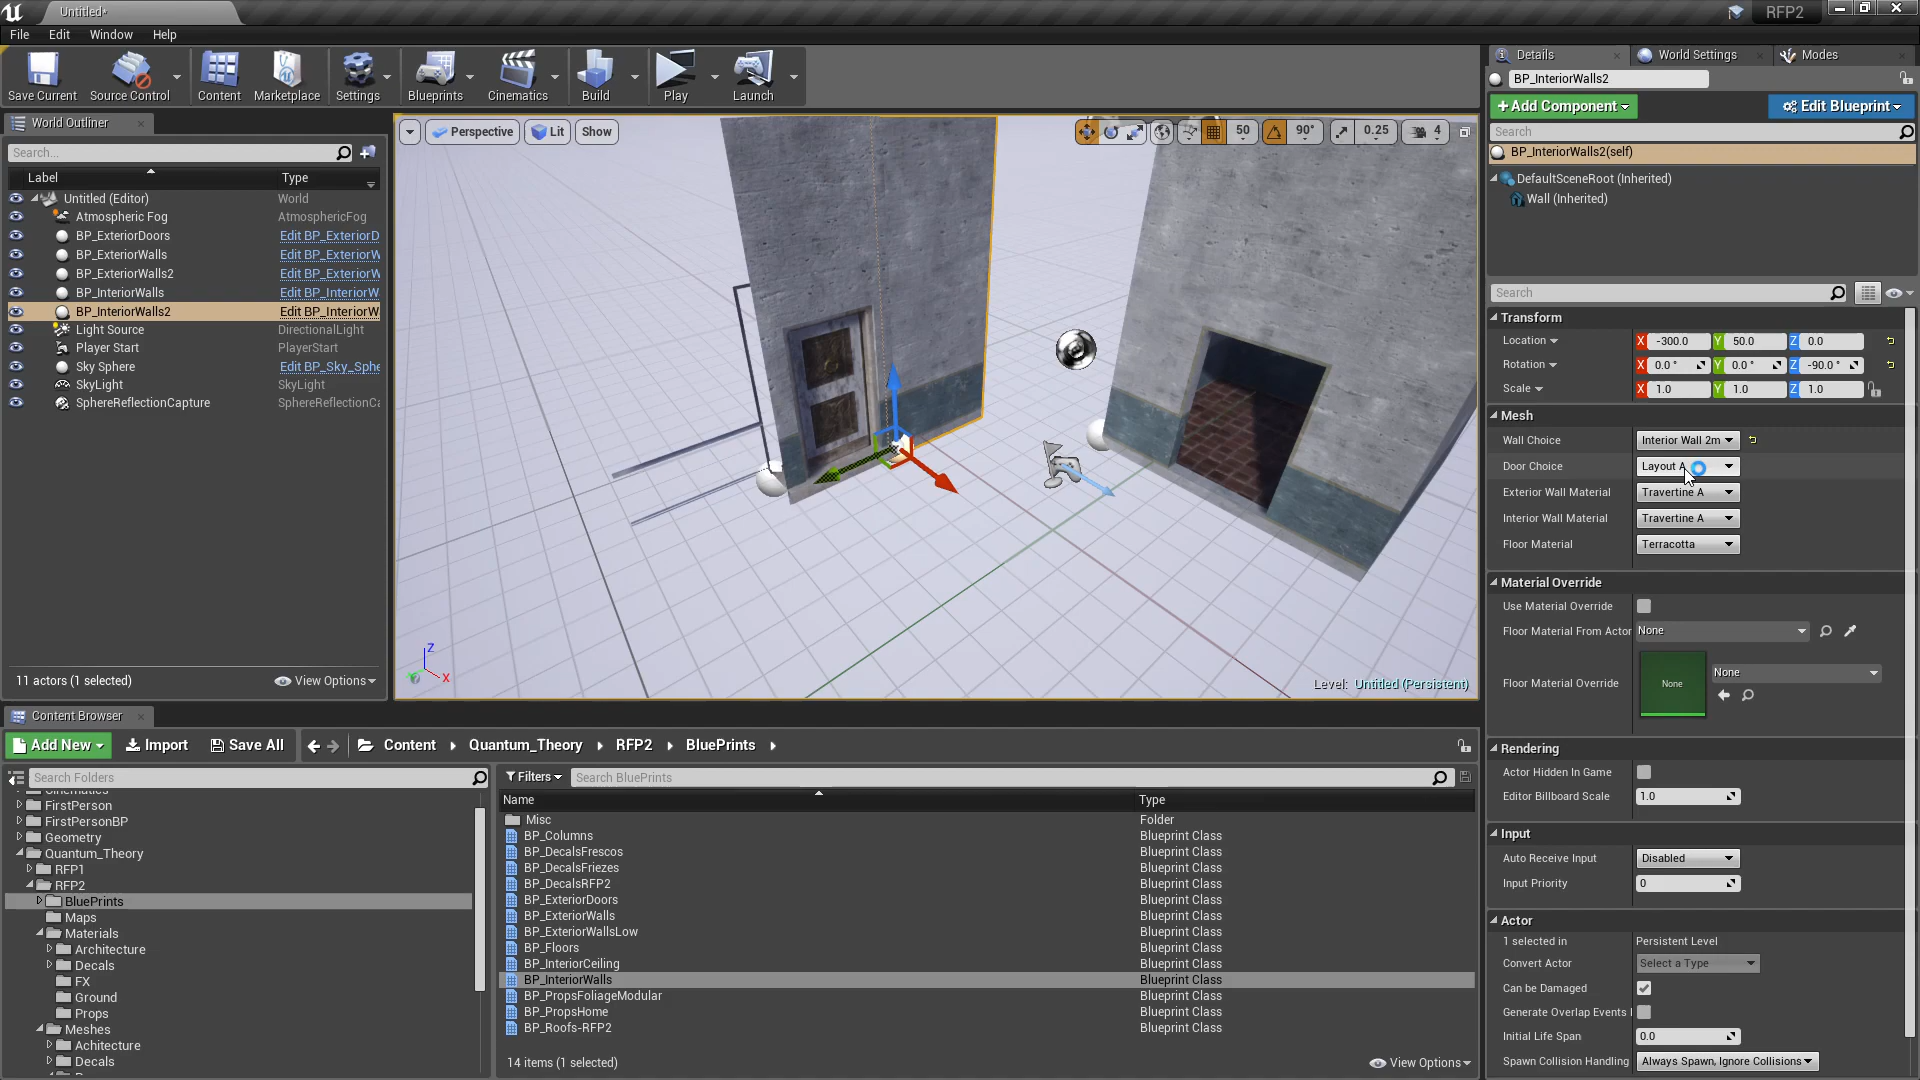 Untitled*
RFP2
File Edit Window Help
Save Current Source Control Content Marketplace Settings Blueprints Cinematics Build Play Launch
World Outliner
Search...
Label Type
Untitled (Editor) World
Atmospheric Fog AtmosphericFog
BP_ExteriorDoors Edit BP_ExteriorD
BP_ExteriorWalls Edit BP_ExteriorW
BP_ExteriorWalls2 Edit BP_ExteriorW
BP_InteriorWalls Edit BP_InteriorW
BP_InteriorWalls2 Edit BP_InteriorW
Light Source DirectionalLight
Player Start PlayerStart
Sky Sphere Edit BP_Sky_Sphe
SkyLight SkyLight
SphereReflectionCapture SphereReflectionCa
11 actors (1 selected) View Options
Perspective Lit Show 50 90° 0.25 4
Z
X
Level: Untitled (Persistent)
Details World Settings Modes
BP_InteriorWalls2
+Add Component Edit Blueprint
Search
BP_InteriorWalls2(self)
DefaultSceneRoot (Inherited)
Wall (Inherited)
Search
Transform
Location X -300.0 Y 50.0 Z 0.0
Rotation X 0.0 ° Y 0.0 ° Z -90.0 °
Scale X 1.0 Y 1.0 Z 1.0
Mesh
Wall Choice Interior Wall 2m
Door Choice Layout A
Exterior Wall Material Travertine A
Interior Wall Material Travertine A
Floor Material Terracotta
Material Override
Use Material Override
Floor Material From Actor None
Floor Material Override None None
Rendering
Actor Hidden In Game
Editor Billboard Scale 1.0
Input
Auto Receive Input Disabled
Input Priority 0
Actor
1 selected in Persistent Level
Convert Actor Select a Type
Can be Damaged
Generate Overlap Events
Initial Life Span 0.0
Spawn Collision Handling Always Spawn, Ignore Collisions
Content Browser
Add New Import Save All Content Quantum_Theory RFP2 BluePrints
Search Folders
Cinematics
FirstPerson
FirstPersonBP
Geometry
Quantum_Theory
RFP1
RFP2
BluePrints
Maps
Materials
Architecture
Decals
FX
Ground
Props
Meshes
Achitecture
Decals
Filters Search BluePrints
Name Type
Misc Folder
BP_Columns Blueprint Class
BP_DecalsFrescos Blueprint Class
BP_DecalsFriezes Blueprint Class
BP_DecalsRFP2 Blueprint Class
BP_ExteriorDoors Blueprint Class
BP_ExteriorWalls Blueprint Class
BP_ExteriorWallsLow Blueprint Class
BP_Floors Blueprint Class
BP_InteriorCeiling Blueprint Class
BP_InteriorWalls Blueprint Class
BP_PropsFoliageModular Blueprint Class
BP_PropsHome Blueprint Class
BP_Roofs-RFP2 Blueprint Class
14 items (1 selected) View Options